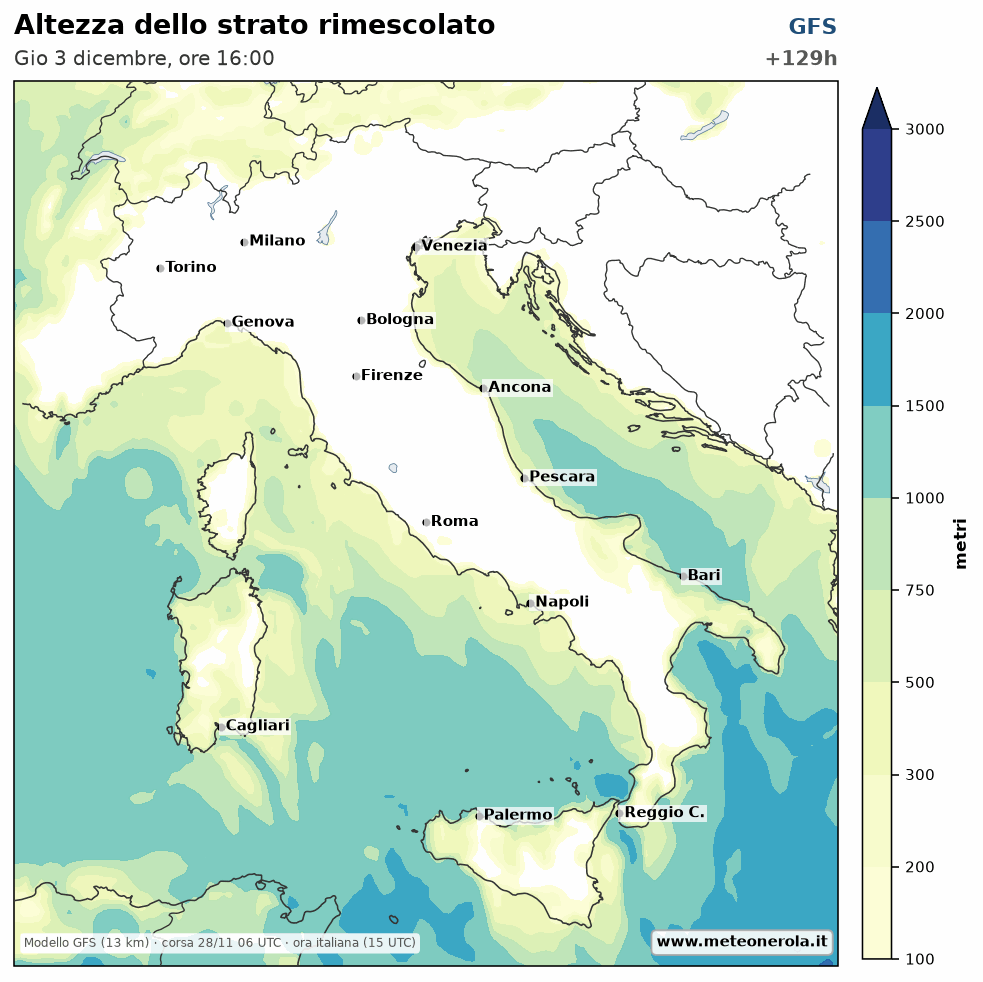 Altezza dello strato rimescolato
GFS
Gio 3 dicembre, ore 16:00
+129h
Milano
Venezia
Torino
Genova
Bologna
Firenze
Ancona
Pescara
Roma
Bari
Napoli
Cagliari
Palermo
Reggio C.
3000
2500
2000
1500
1000
750
500
300
200
100
metri
Modello GFS (13 km) · corsa 28/11 06 UTC · ora italiana (15 UTC)
www.meteonerola.it